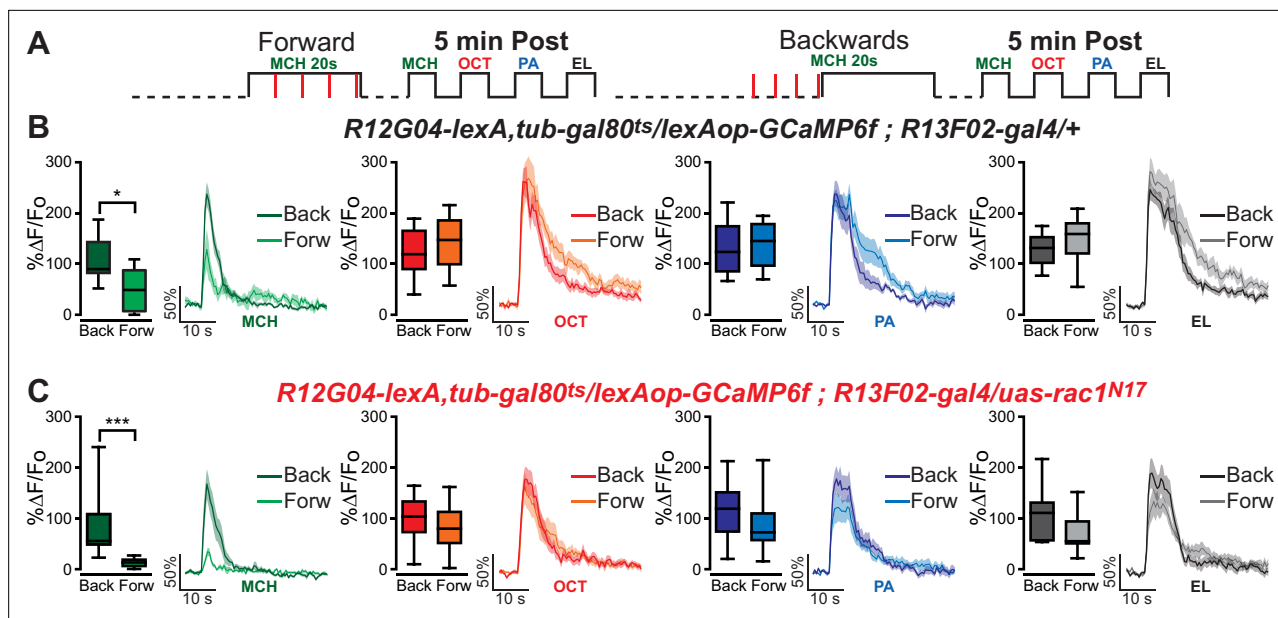 A
Forward
MCH 20s
5 min Post
MCH OCT PA EL
Backwards
MCH 20s
5 min Post
MCH OCT PA EL
B
R12G04-lexA,tub-gal80ts/lexAop-GCaMP6f ; R13F02-gal4/+
%ΔF/Fo
300
200
100
0
*
Back Forw
Back
Forw
50%
10 s
MCH
%ΔF/Fo
300
200
100
0
Back Forw
Back
Forw
50%
10 s
OCT
%ΔF/Fo
300
200
100
0
Back Forw
Back
Forw
50%
10 s
PA
%ΔF/Fo
300
200
100
0
Back Forw
Back
Forw
50%
10 s
EL
C
R12G04-lexA,tub-gal80ts/lexAop-GCaMP6f ; R13F02-gal4/uas-rac1N17
%ΔF/Fo
300
200
100
0
***
Back Forw
Back
Forw
50%
10 s
MCH
%ΔF/Fo
300
200
100
0
Back Forw
Back
Forw
50%
10 s
OCT
%ΔF/Fo
300
200
100
0
Back Forw
Back
Forw
50%
10 s
PA
%ΔF/Fo
300
200
100
0
Back Forw
Back
Forw
50%
10 s
EL